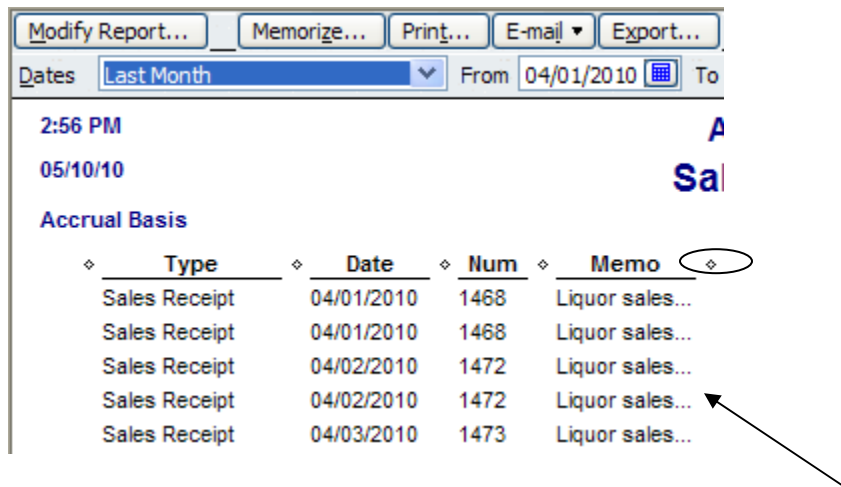 Modify Report... Memorize... Print... E-mail Export...
Dates Last Month From 04/01/2010 To
2:56 PM
05/10/10
Sal
Accrual Basis
Type Date Num Memo
Sales Receipt 04/01/2010 1468 Liquor sales...
Sales Receipt 04/01/2010 1468 Liquor sales...
Sales Receipt 04/02/2010 1472 Liquor sales...
Sales Receipt 04/02/2010 1472 Liquor sales...
Sales Receipt 04/03/2010 1473 Liquor sales...